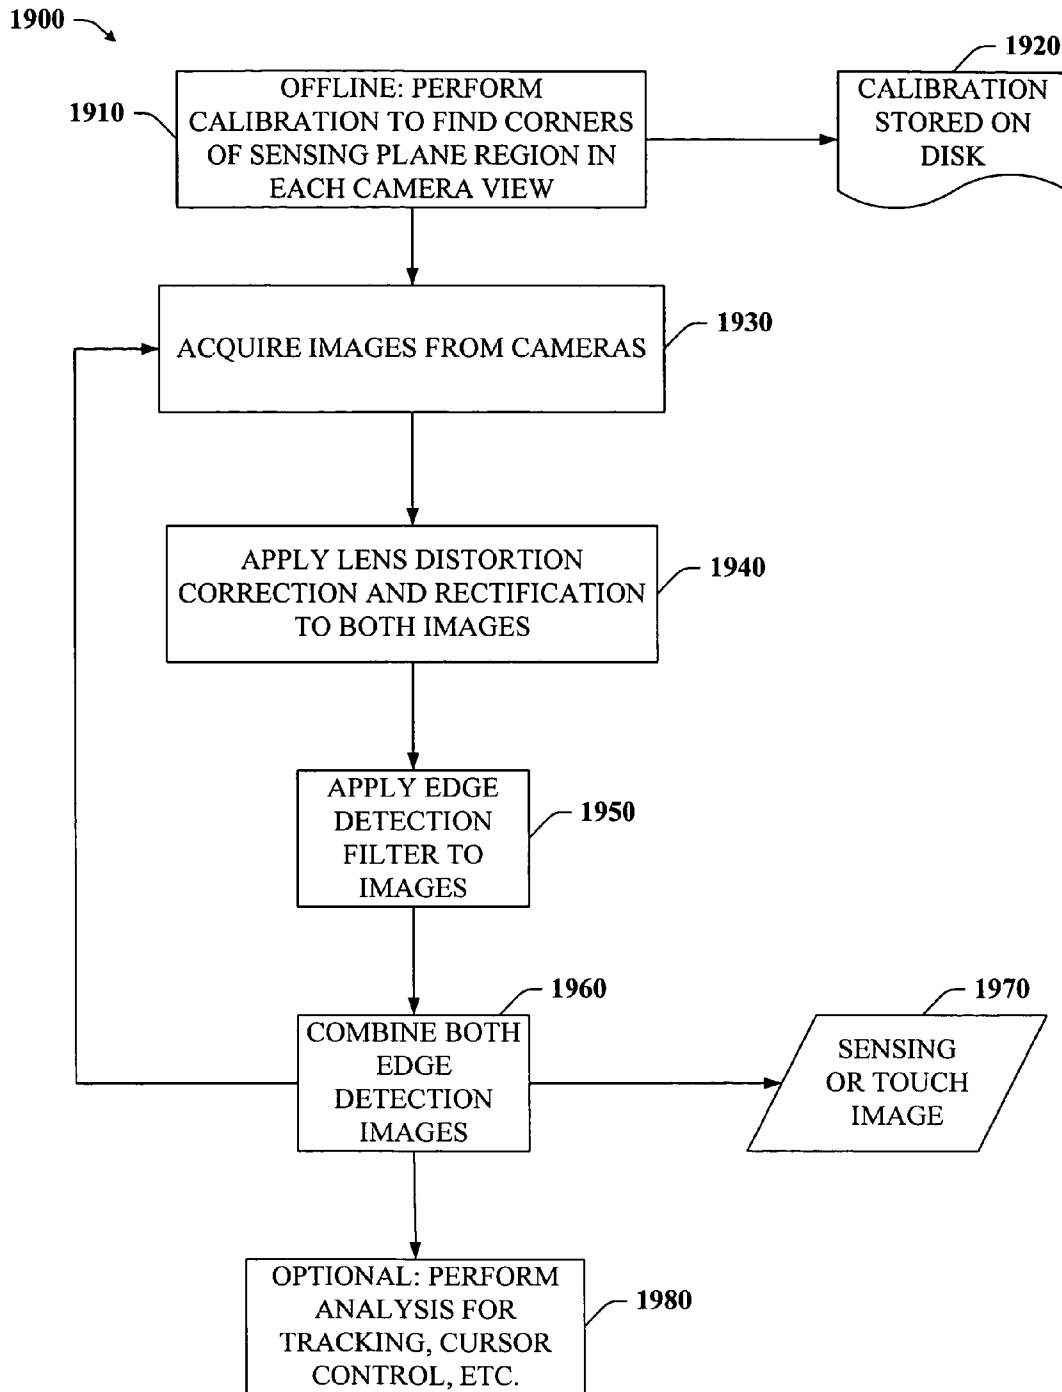 1900
1910
OFFLINE: PERFORM
CALIBRATION TO FIND CORNERS
OF SENSING PLANE REGION IN
EACH CAMERA VIEW
1920
CALIBRATION
STORED ON
DISK
1930
ACQUIRE IMAGES FROM CAMERAS
1940
APPLY LENS DISTORTION
CORRECTION AND RECTIFICATION
TO BOTH IMAGES
1950
APPLY EDGE
DETECTION
FILTER TO
IMAGES
1960
COMBINE BOTH
EDGE
DETECTION
IMAGES
1970
SENSING
OR TOUCH
IMAGE
1980
OPTIONAL: PERFORM
ANALYSIS FOR
TRACKING, CURSOR
CONTROL, ETC.